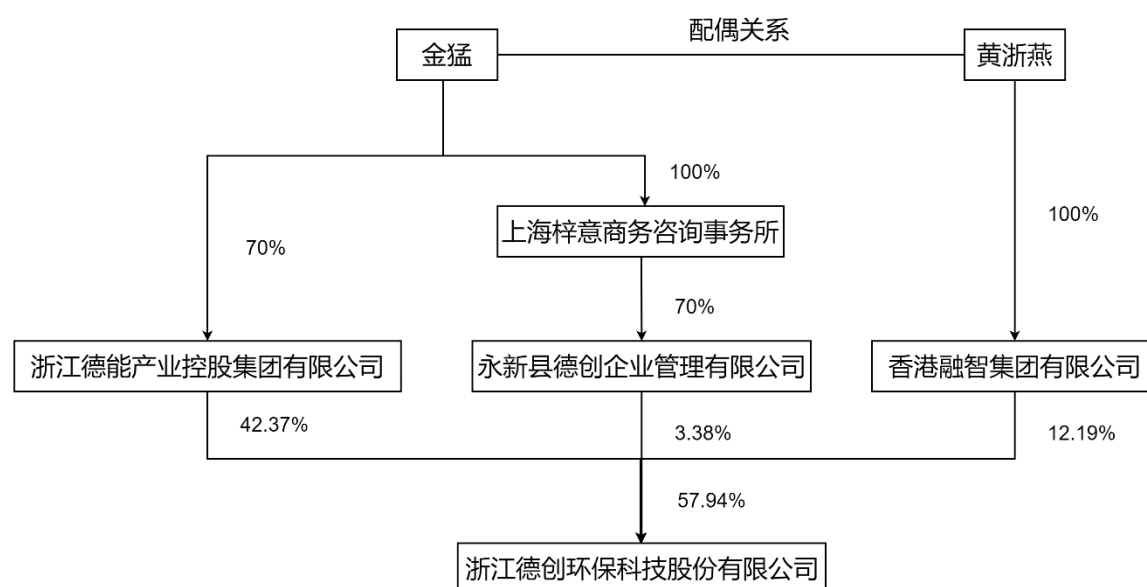 配偶关系
金猛
黄浙燕
100%
上海梓意商务咨询事务所
100%
70%
70%
浙江德能产业控股集团有限公司
永新县德创企业管理有限公司
香港融智集团有限公司
42.37%
3.38%
12.19%
57.94%
浙江德创环保科技股份有限公司